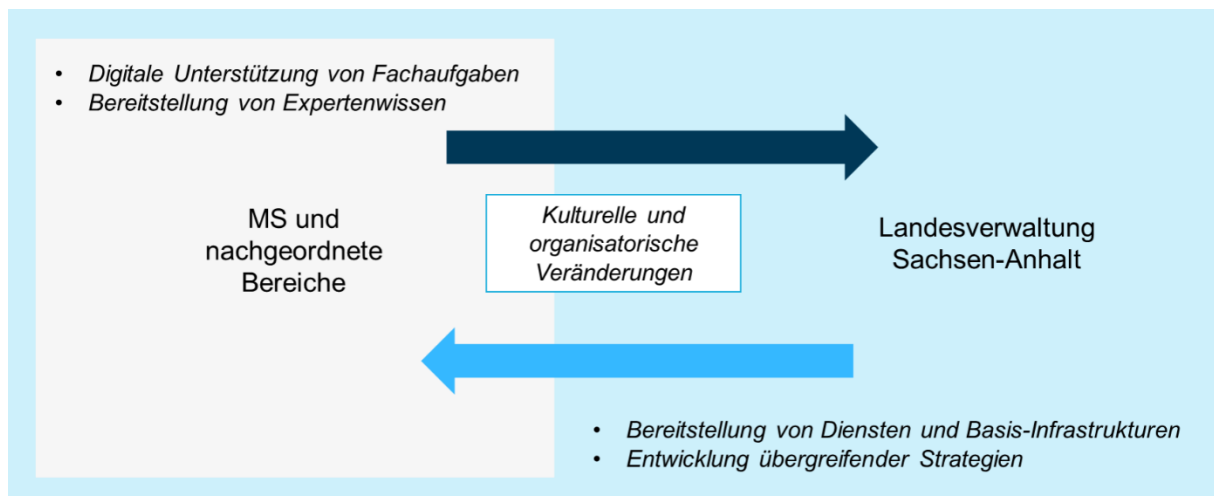 • Digitale Unterstützung von Fachaufgaben
• Bereitstellung von Expertenwissen
MS und
nachgeordnete
Bereiche
Kulturelle und
organisatorische
Veränderungen
Landesverwaltung
Sachsen-Anhalt
• Bereitstellung von Diensten und Basis-Infrastrukturen
• Entwicklung übergreifender Strategien